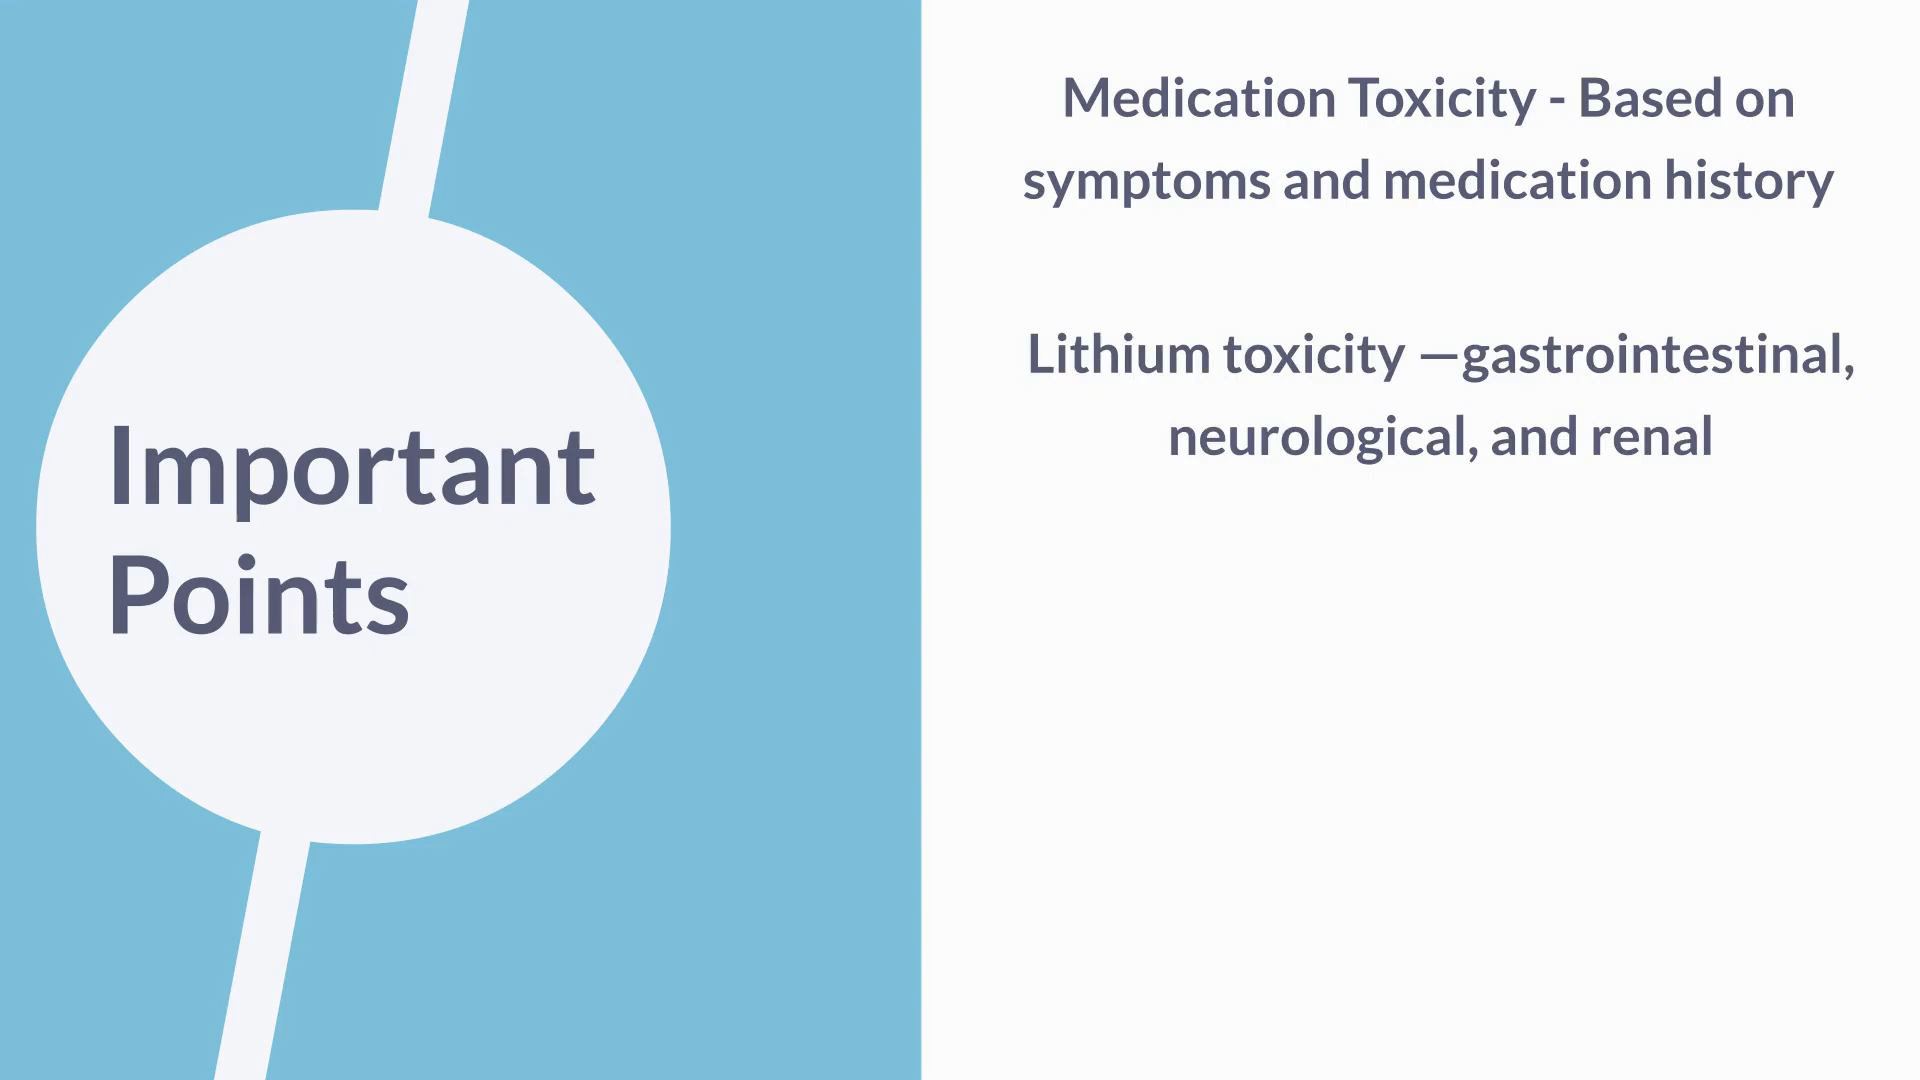 Important
Points
Medication Toxicity - Based on
symptoms and medication history
Lithium toxicity —gastrointestinal,
neurological, and renal